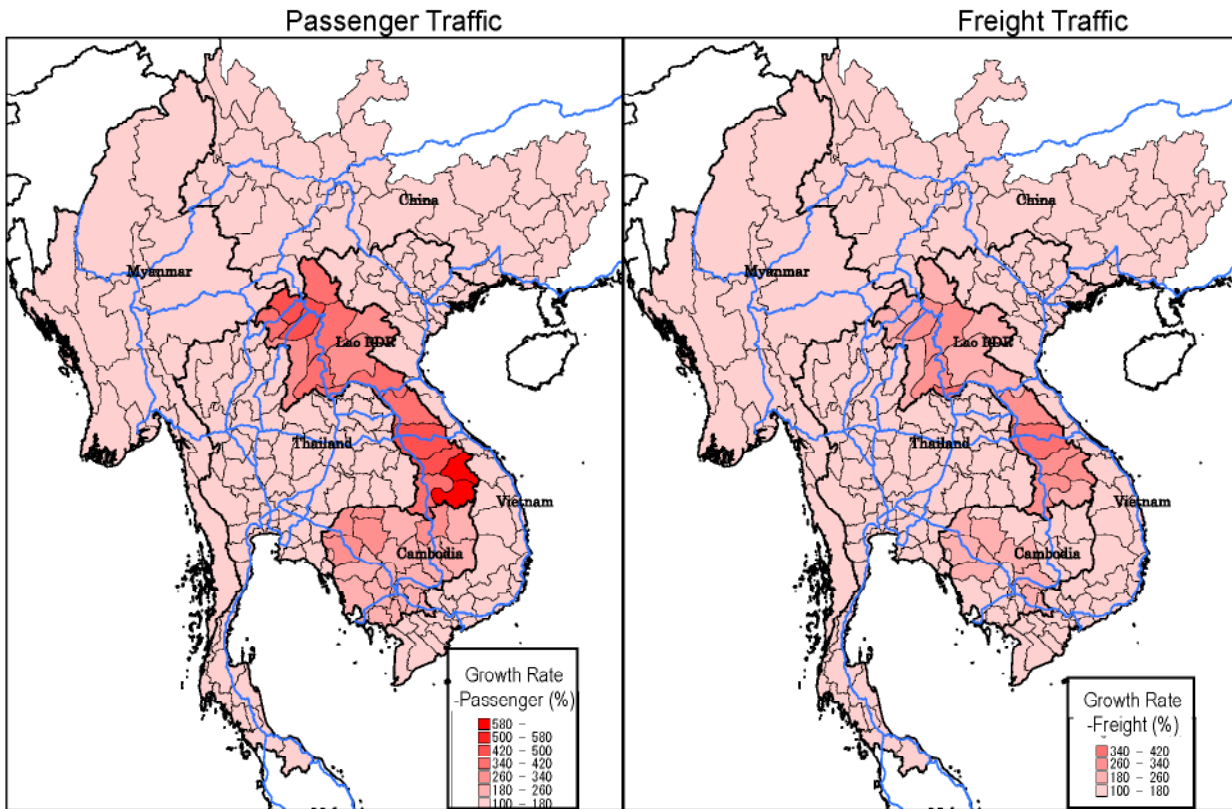 Passenger Traffic
Freight Traffic
China
Myanmar
Lao PDR
Thailand
Vietnam
Cambodia
Growth Rate
-Passenger (%)
580 -
500 - 580
420 - 500
340 - 420
260 - 340
180 - 260
100 - 180
China
Myanmar
Lao PDR
Thailand
Vietnam
Cambodia
Growth Rate
-Freight (%)
340 - 420
260 - 340
180 - 260
100 - 180